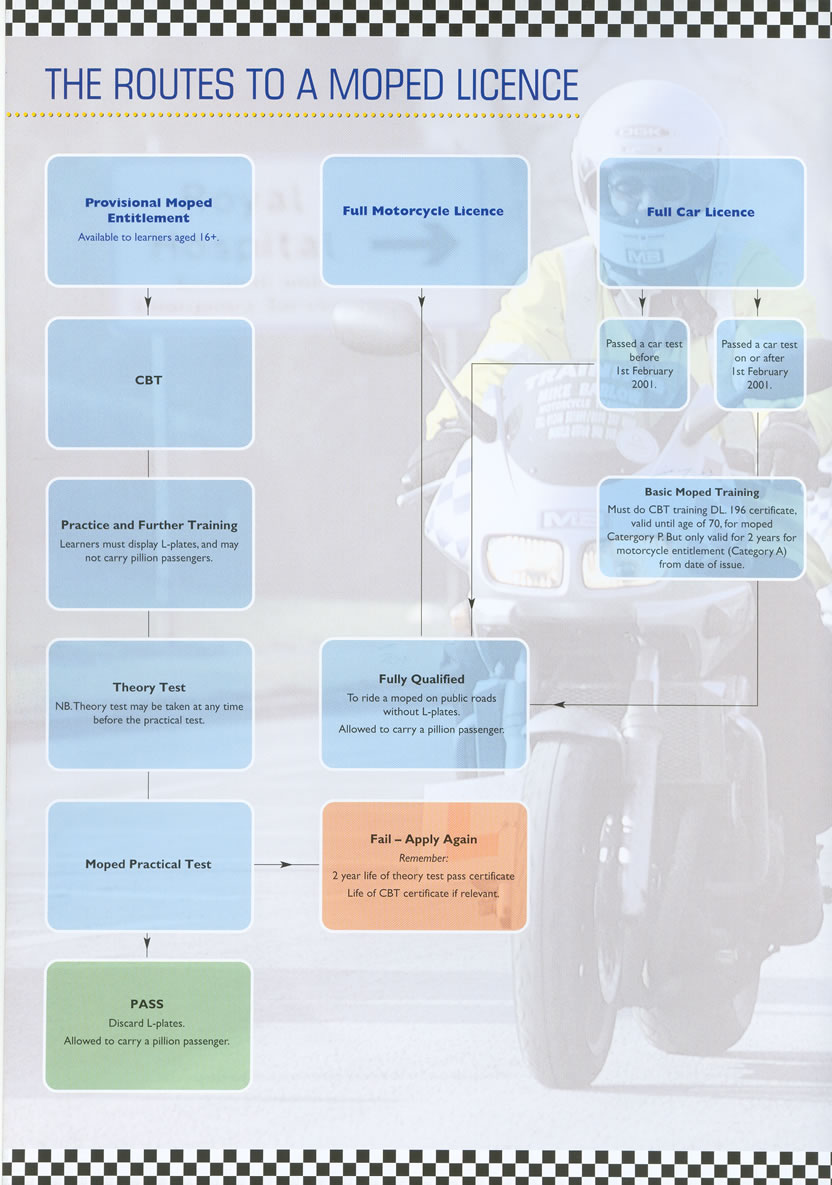 THE ROUTES TO A MOPED LICENCE
Provisional Moped
Entitlement
Available to learners aged 16+.
Full Motorcycle Licence
Full Car Licence
CBT
Passed a car test
before
1st February
2001.
Passed a car test
on or after
1st February
2001.
Practice and Further Training
Learners must display L-plates, and may
not carry pillion passengers.
Basic Moped Training
Must do CBT training DL. 196 certificate,
valid until age of 70, for moped
Catergory P. But only valid for 2 years for
motorcycle entitlement (Category A)
from date of issue.
Theory Test
NB. Theory test may be taken at any time
before the practical test.
Fully Qualified
To ride a moped on public roads
without L-plates.
Allowed to carry a pillion passenger.
Moped Practical Test
Fail – Apply Again
Remember:
2 year life of theory test pass certificate
Life of CBT certificate if relevant.
PASS
Discard L-plates.
Allowed to carry a pillion passenger.
Royal
Hospital
MB